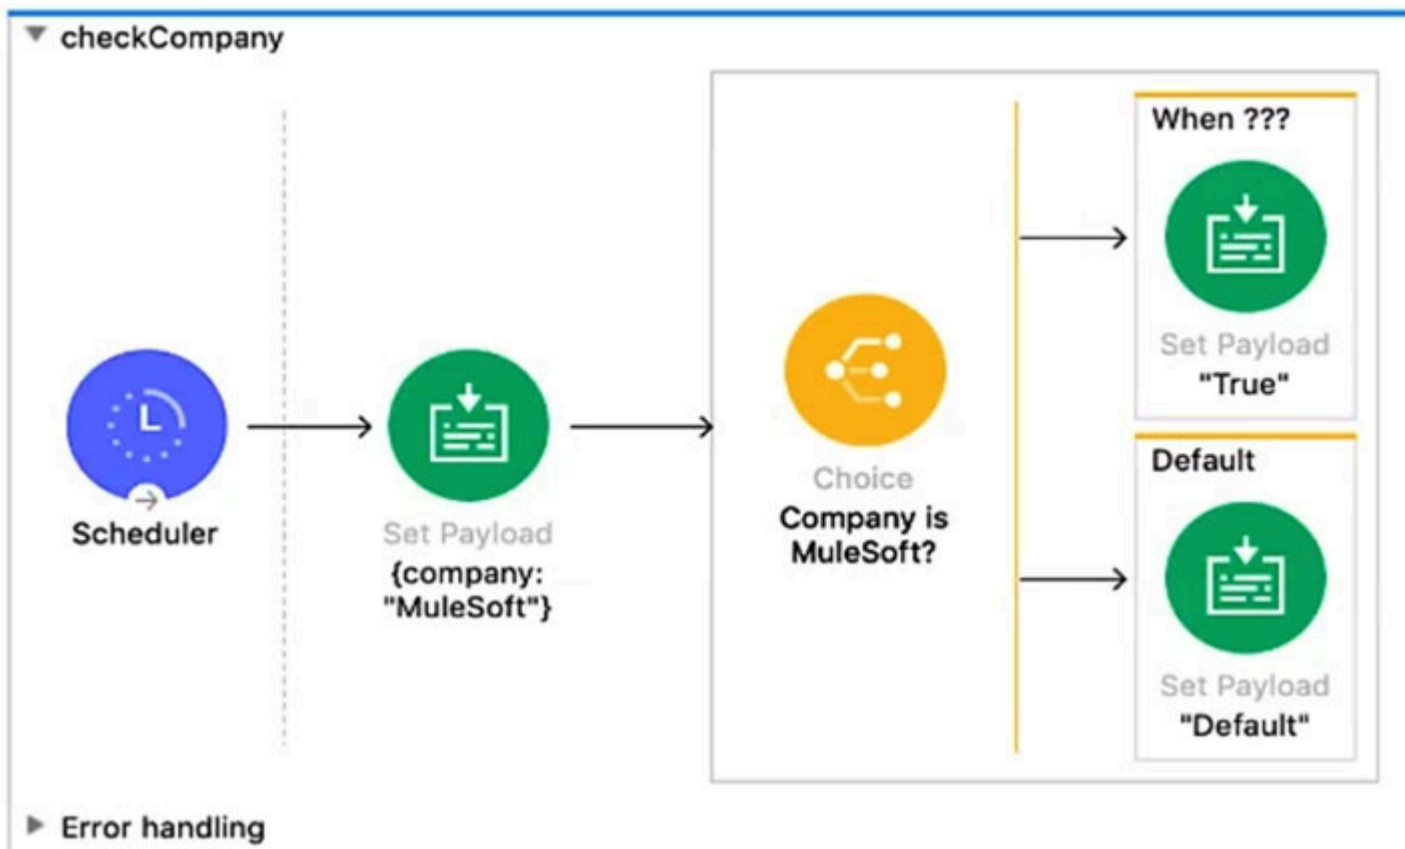 checkCompany
When ???
Set Payload
"True"
Scheduler
Set Payload
{company:
"MuleSoft"}
Choice
Company is
MuleSoft?
Default
Set Payload
"Default"
Error handling